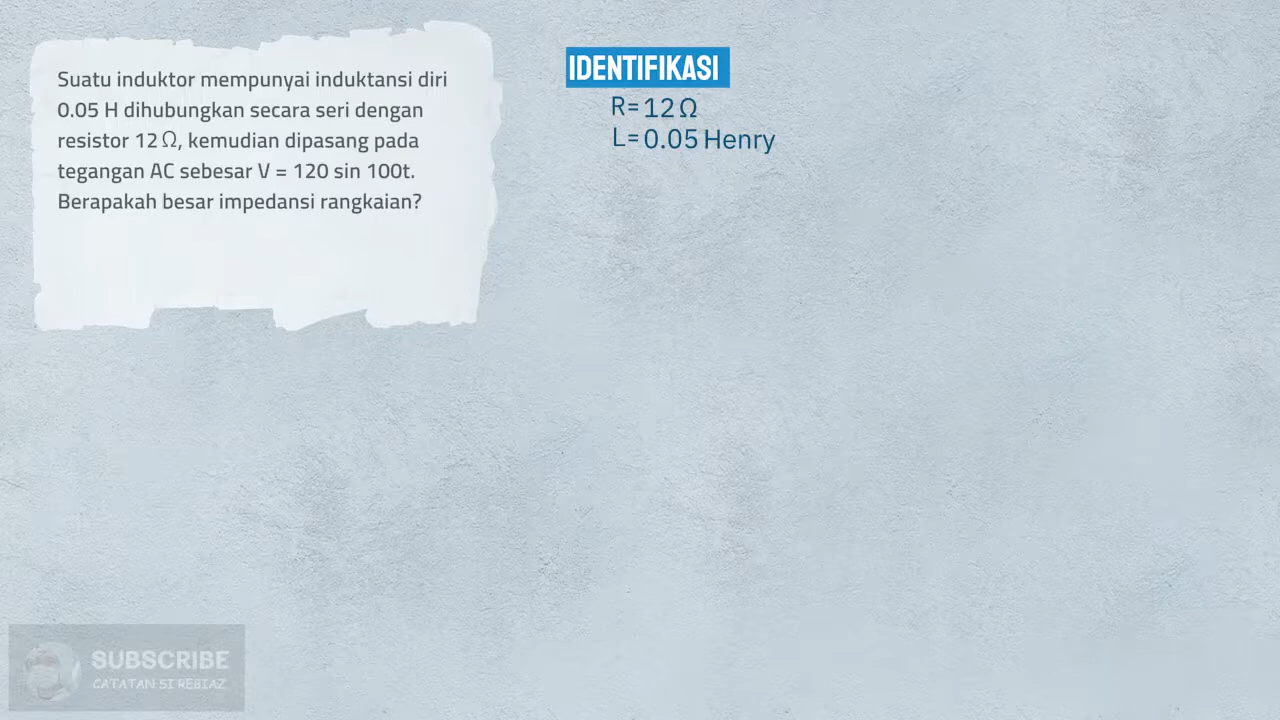 Suatu induktor mempunyai induktansi diri
0.05 H dihubungkan secara seri dengan
resistor 12 Ω, kemudian dipasang pada
tegangan AC sebesar V = 120 sin 100t.
Berapakah besar impedansi rangkaian?
IDENTIFIKASI
R= 12 Ω
L= 0.05 Henry
SUBSCRIBE
CATATAN SI REBIAZ